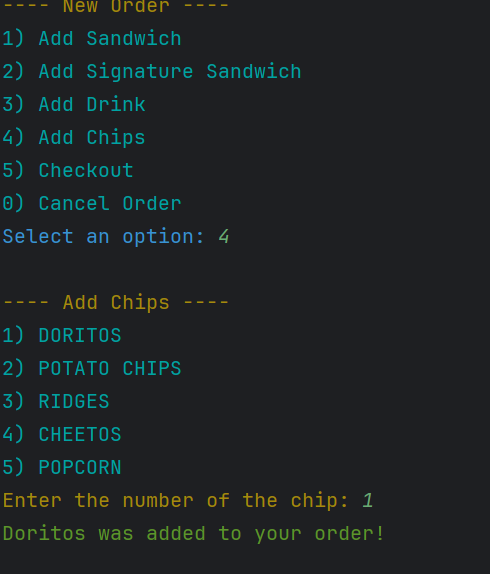 ---- New Order ----
1) Add Sandwich
2) Add Signature Sandwich
3) Add Drink
4) Add Chips
5) Checkout
0) Cancel Order
Select an option: 4
---- Add Chips ----
1) DORITOS
2) POTATO CHIPS
3) RIDGES
4) CHEETOS
5) POPCORN
Enter the number of the chip: 1
Doritos was added to your order!